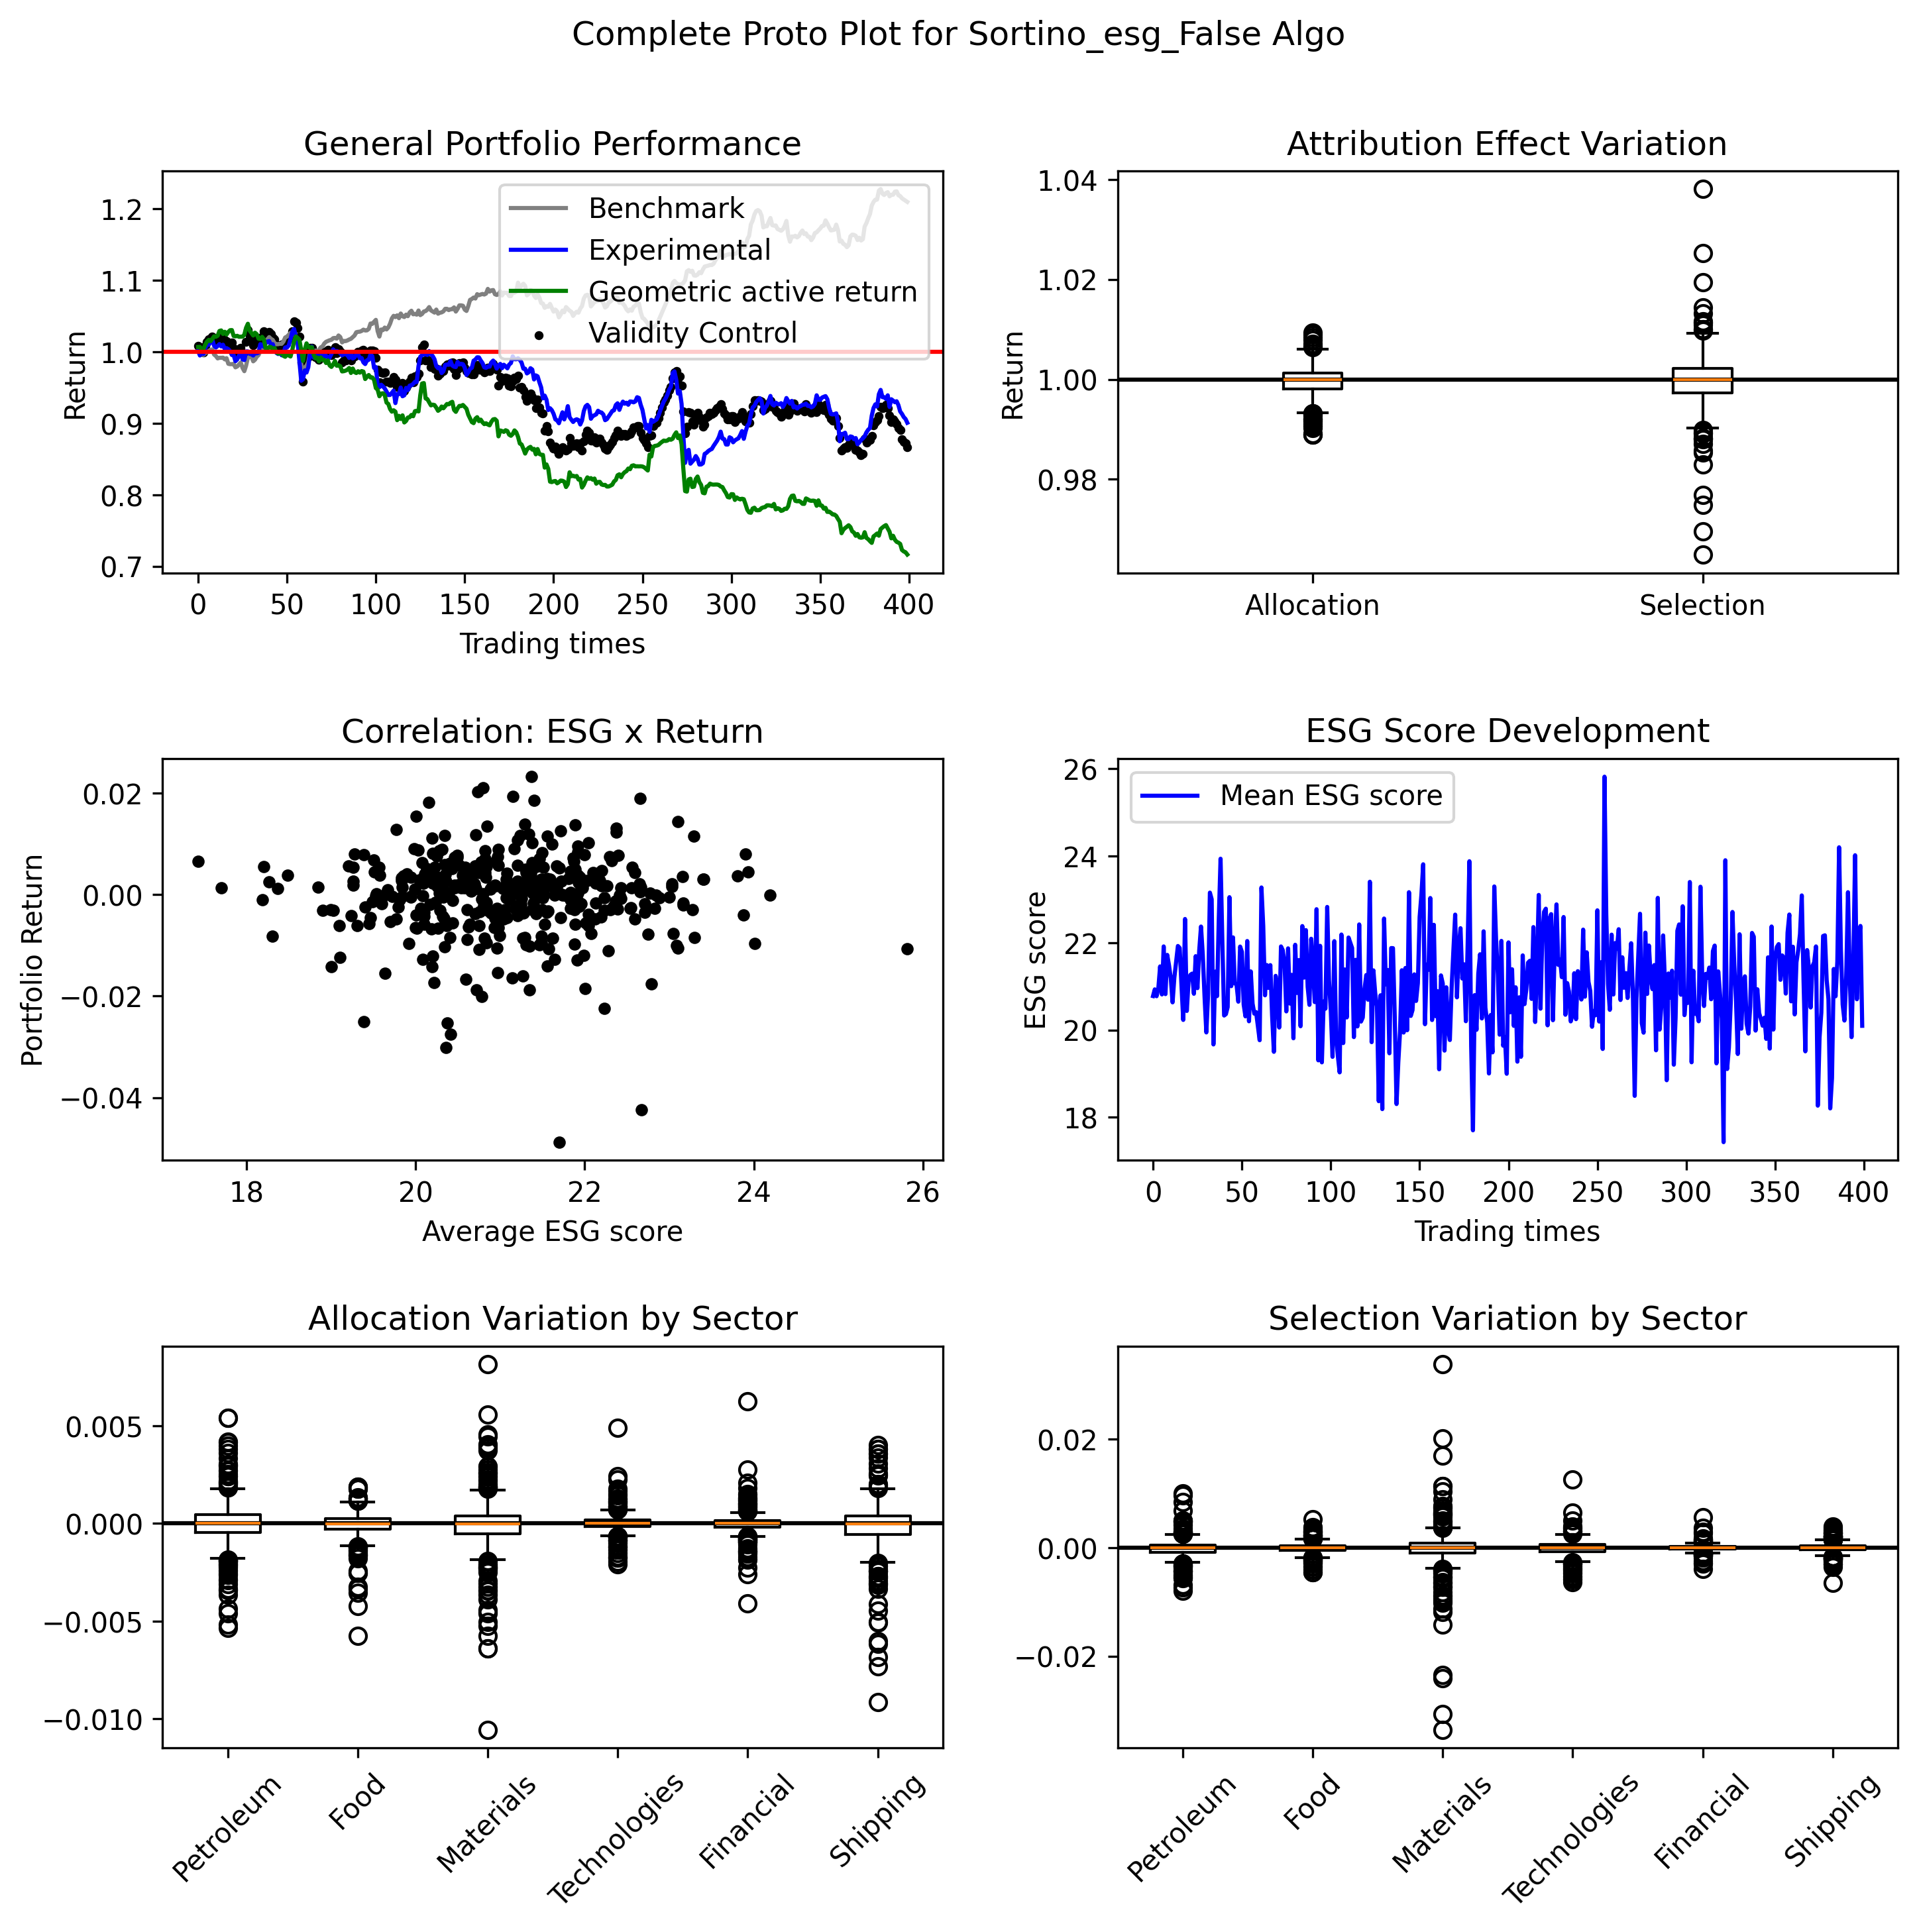 Complete Proto Plot for Sortino_esg_False Algo
General Portfolio Performance
Return
1.2
1.1
1.0
0.9
0.8
0.7
Benchmark
Experimental
Geometric active return
Validity Control
0 50 100 150 200 250 300 350 400
Trading times
Attribution Effect Variation
Return
1.04
1.02
1.00
0.98
Allocation Selection
Correlation: ESG x Return
Portfolio Return
0.02
0.00
−0.02
−0.04
18 20 22 24 26
Average ESG score
ESG Score Development
ESG score
26
24
22
20
18
Mean ESG score
0 50 100 150 200 250 300 350 400
Trading times
Allocation Variation by Sector
0.005
0.000
−0.005
−0.010
Petroleum
Food
Materials
Technologies
Financial
Shipping
Selection Variation by Sector
0.02
0.00
−0.02
Petroleum
Food
Materials
Technologies
Financial
Shipping